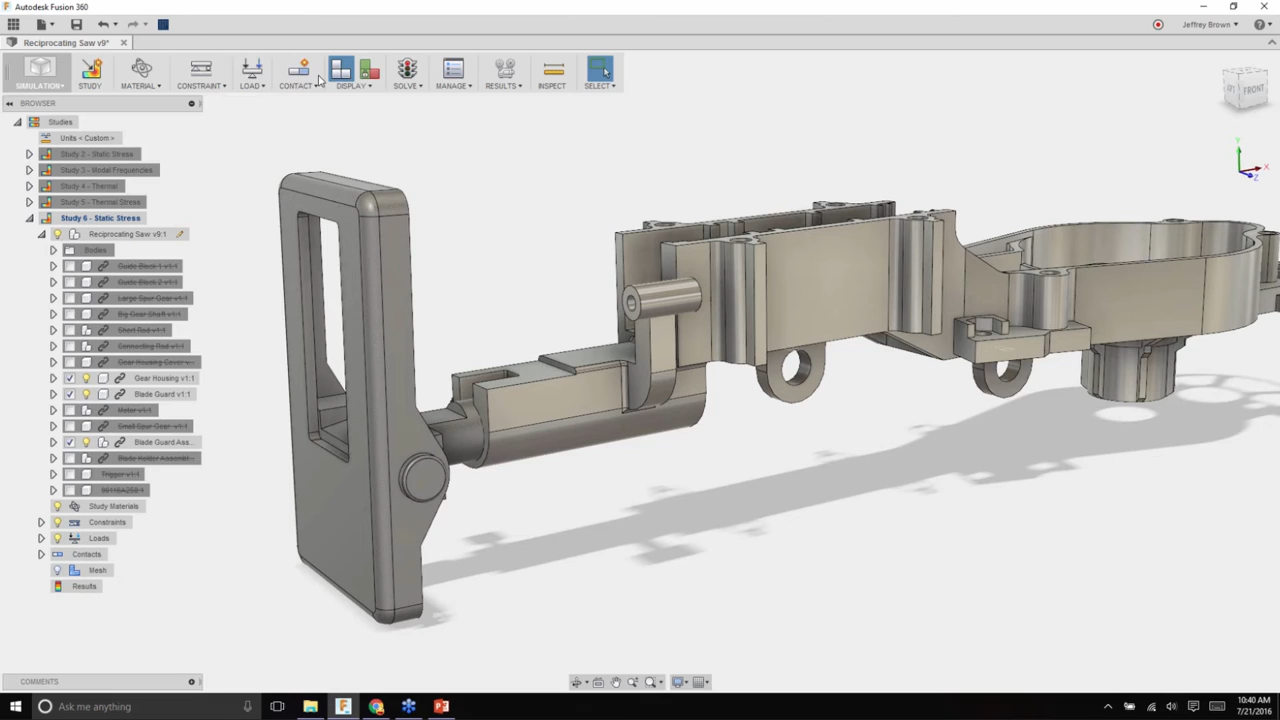 Autodesk Fusion 360
Jeffrey Brown
Reciprocating Saw v9*
SIMULATION
STUDY
MATERIAL
CONSTRAINT
LOAD
CONTACT
DISPLAY
SOLVE
MANAGE
RESULTS
INSPECT
SELECT
FRONT
BROWSER
Studies
Units < Custom >
Study 2 - Static Stress
Study 3 - Modal Frequencies
Study 4 - Thermal
Study 5 - Thermal Stress
Study 6 - Static Stress
Reciprocating Saw v9:1
Bodies
Guide Block 1 v1:1
Guide Block 2 v1:1
Large Spur Gear v1:1
Big Gear Shaft v1:1
Short Rod v1:1
Connecting Rod v1:1
Gear Housing Cover v...
Gear Housing v1:1
Blade Guard v1:1
Motor v1:1
Small Spur Gear v1:1
Blade Guard Ass...
Blade Holder Assembl...
Trigger v1:1
Study Materials
Constraints
Loads
Contacts
Mesh
Results
Y
X
Z
COMMENTS
Ask me anything
10:40 AM
7/21/2016